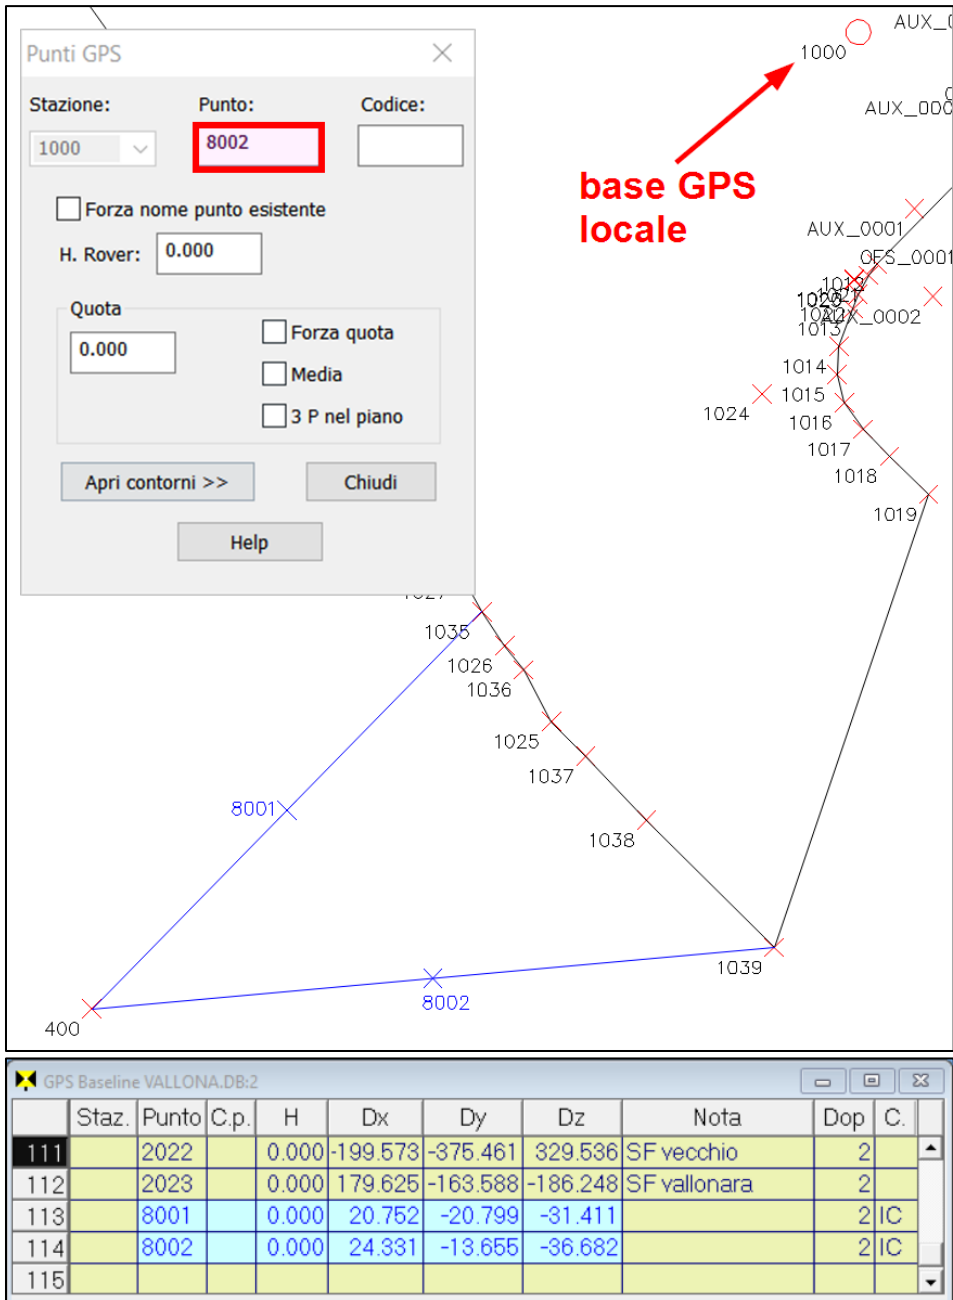 Punti GPS
Stazione: Punto: Codice:
1000 8002
Forza nome punto esistente
H. Rover: 0.000
Quota
0.000
Forza quota
Media
3 P nel piano
Apri contorni >> Chiudi
Help
1000
base GPS
locale
AUX_0001
1013
AUX_0002
1014
1015
1024
1016
1017
1018
1019
1035
1026
1036
1025
1037
8001
1038
1039
8002
400
GPS Baseline VALLONA.DB:2
Staz. Punto C.p. H Dx Dy Dz Nota Dop C.
111 2022 0.000 -199.573 -375.461 329.536 SF vecchio 2
112 2023 0.000 179.625 -163.588 -186.248 SF vallonara 2
113 8001 0.000 20.752 -20.799 -31.411 2 IC
114 8002 0.000 24.331 -13.655 -36.682 2 IC
115